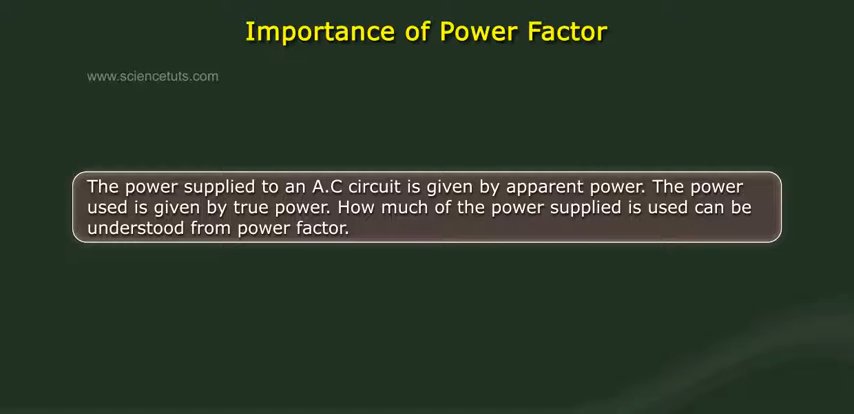 Importance of Power Factor
www.sciencetuts.com
The power supplied to an A.C circuit is given by apparent power. The power
used is given by true power. How much of the power supplied is used can be
understood from power factor.